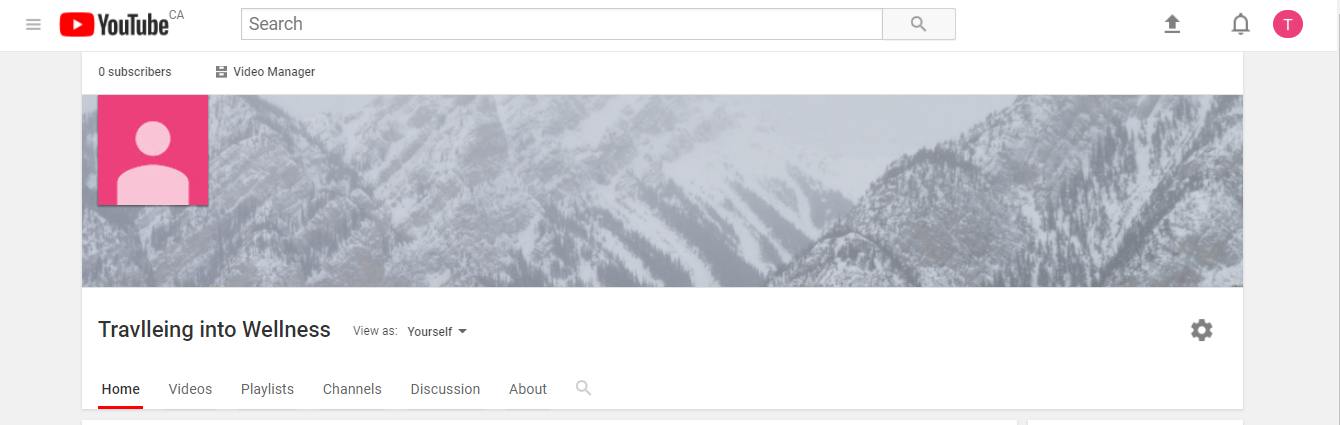 YouTube CA
Search
T
0 subscribers
Video Manager
Travlleing into Wellness
View as: Yourself
Home Videos Playlists Channels Discussion About